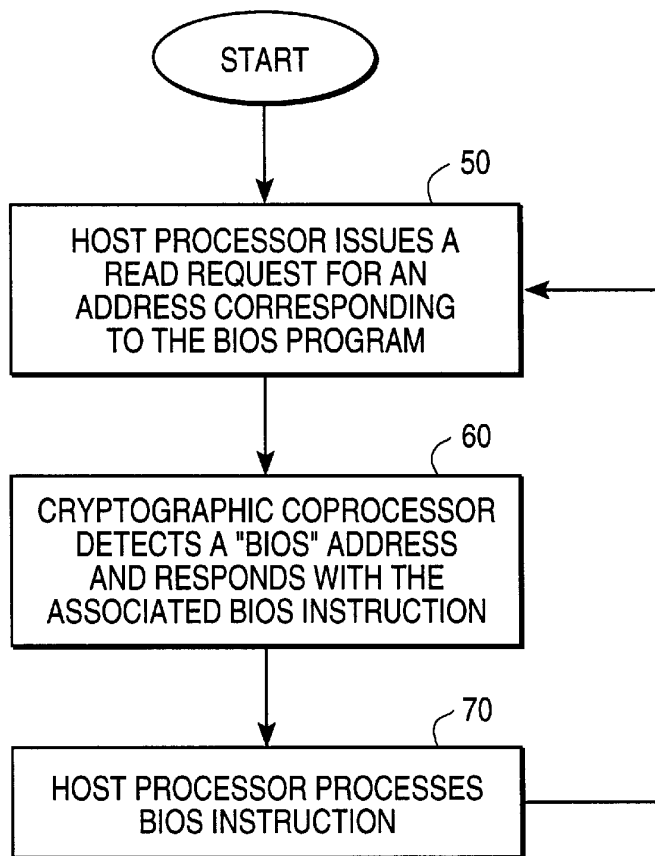 START
50
HOST PROCESSOR ISSUES A
READ REQUEST FOR AN
ADDRESS CORRESPONDING
TO THE BIOS PROGRAM
60
CRYPTOGRAPHIC COPROCESSOR
DETECTS A "BIOS" ADDRESS
AND RESPONDS WITH THE
ASSOCIATED BIOS INSTRUCTION
70
HOST PROCESSOR PROCESSES
BIOS INSTRUCTION